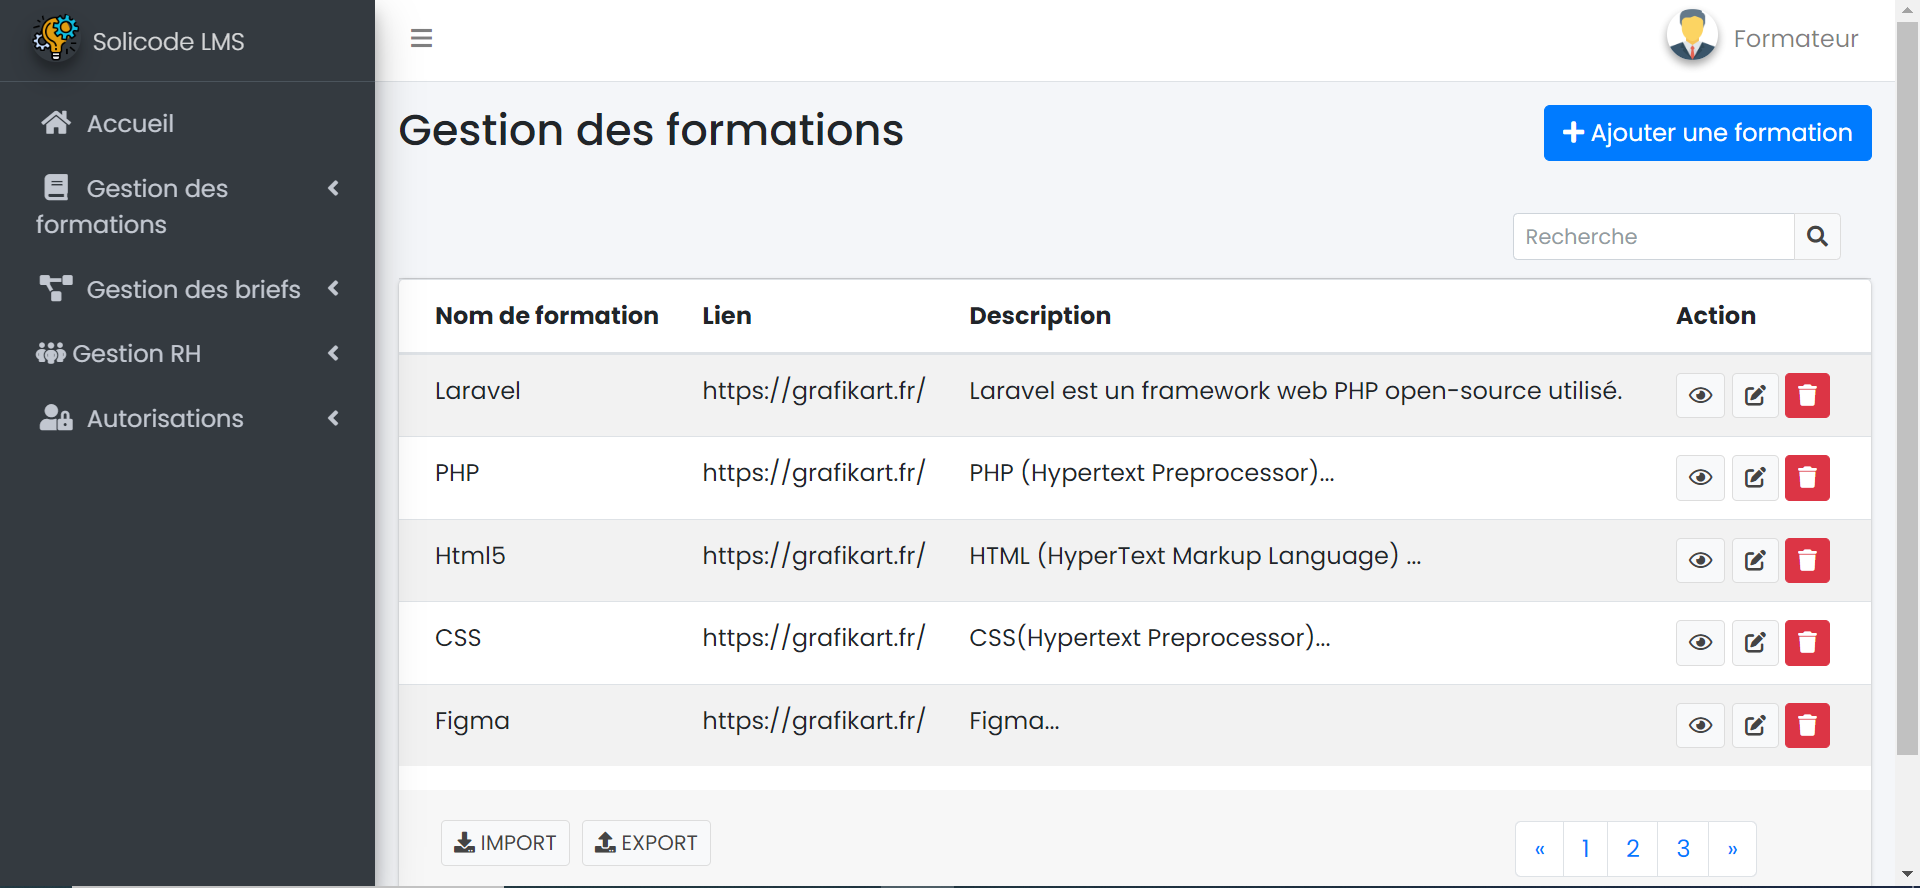 Solicode LMS
Formateur
Accueil
Gestion des
formations
Gestion des briefs
Gestion RH
Autorisations
Gestion des formations
Ajouter une formation
Recherche
Nom de formation Lien Description Action
Laravel https://grafikart.fr/ Laravel est un framework web PHP open-source utilisé.
PHP https://grafikart.fr/ PHP (Hypertext Preprocessor)...
Html5 https://grafikart.fr/ HTML (HyperText Markup Language) ...
CSS https://grafikart.fr/ CSS(Hypertext Preprocessor)...
Figma https://grafikart.fr/ Figma...
IMPORT EXPORT « 1 2 3 »